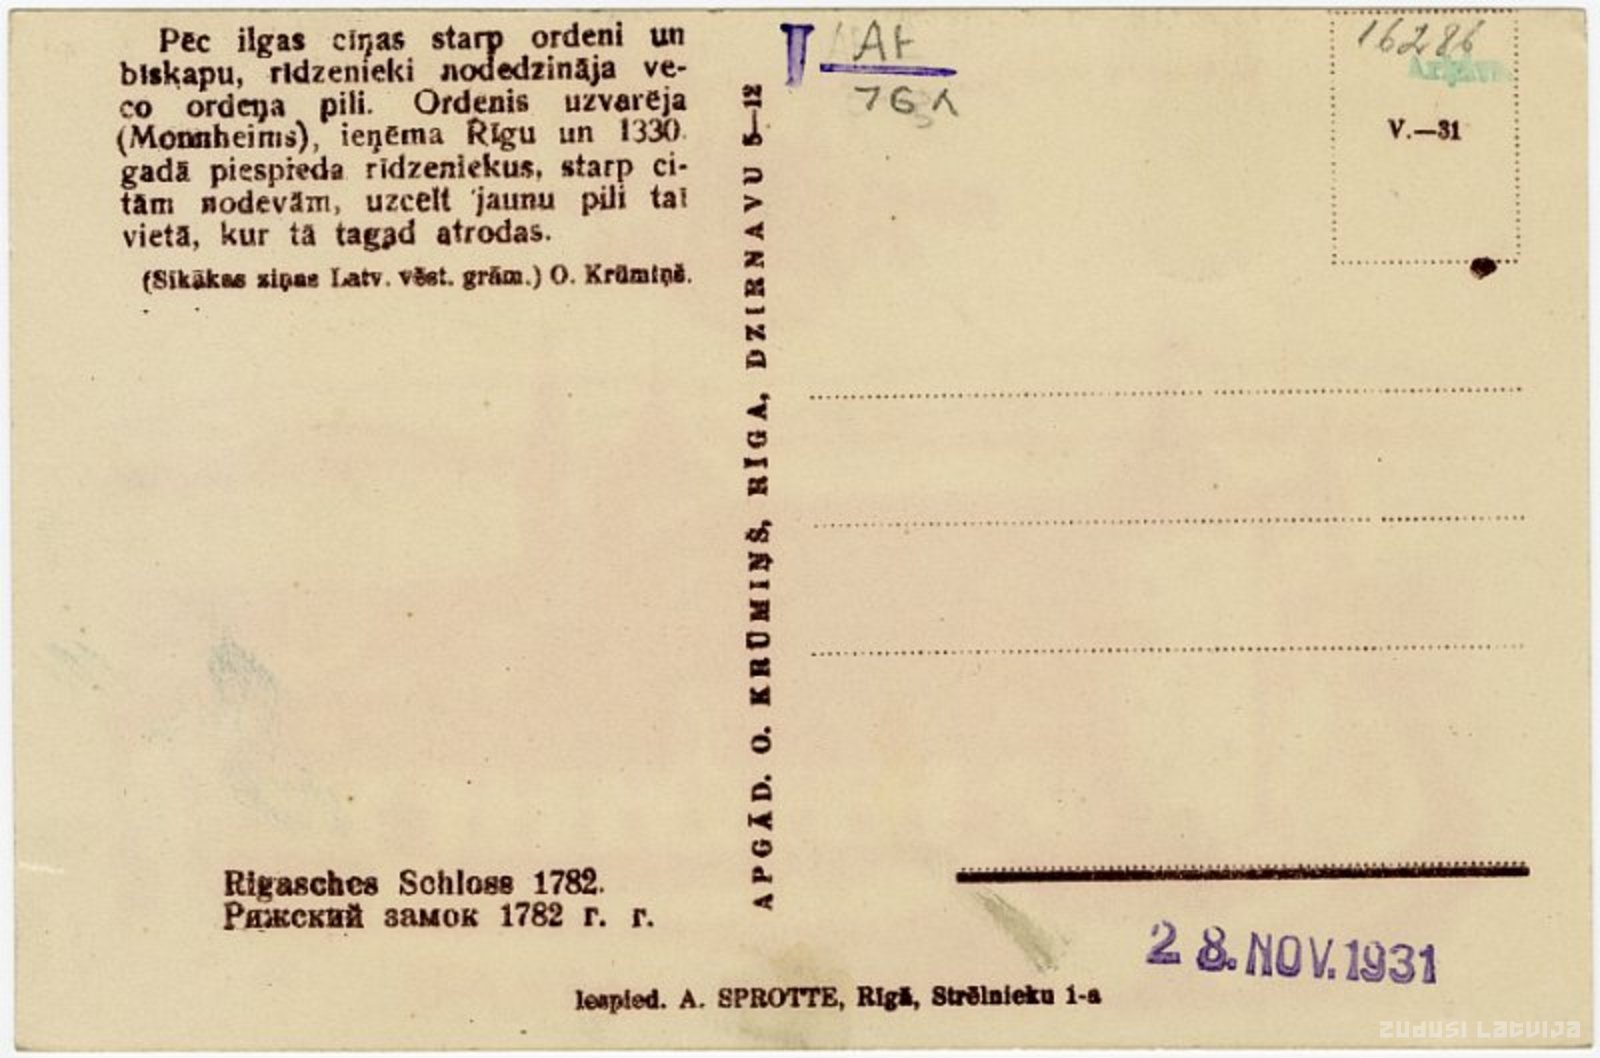 Pēc ilgas cīņas starp ordeni un
bīskapu, rīdzenieki nodedzināja ve-
co ordeņa pili. Ordenis uzvarēja
(Monnheims), ieņēma Rīgu un 1330.
gadā piespieda rīdzeniekus, starp ci-
tām nodevām, uzcelt jaunu pili tai
vietā, kur tā tagad atrodas.
(Sīkākas ziņas Latv. vēst. grām.) O. Krūmiņš.
Rigasches Schloss 1782.
Рижский замок 1782 г. г.
APGĀD. O. KRŪMIŅŠ, RIGA, DZIRNAVU 5—12
Iespied. A. SPROTTE, Rīgā, Strēlnieku 1-a
At
16286
V.—31
28. NOV. 1931
ZUDUSI LATVIJA